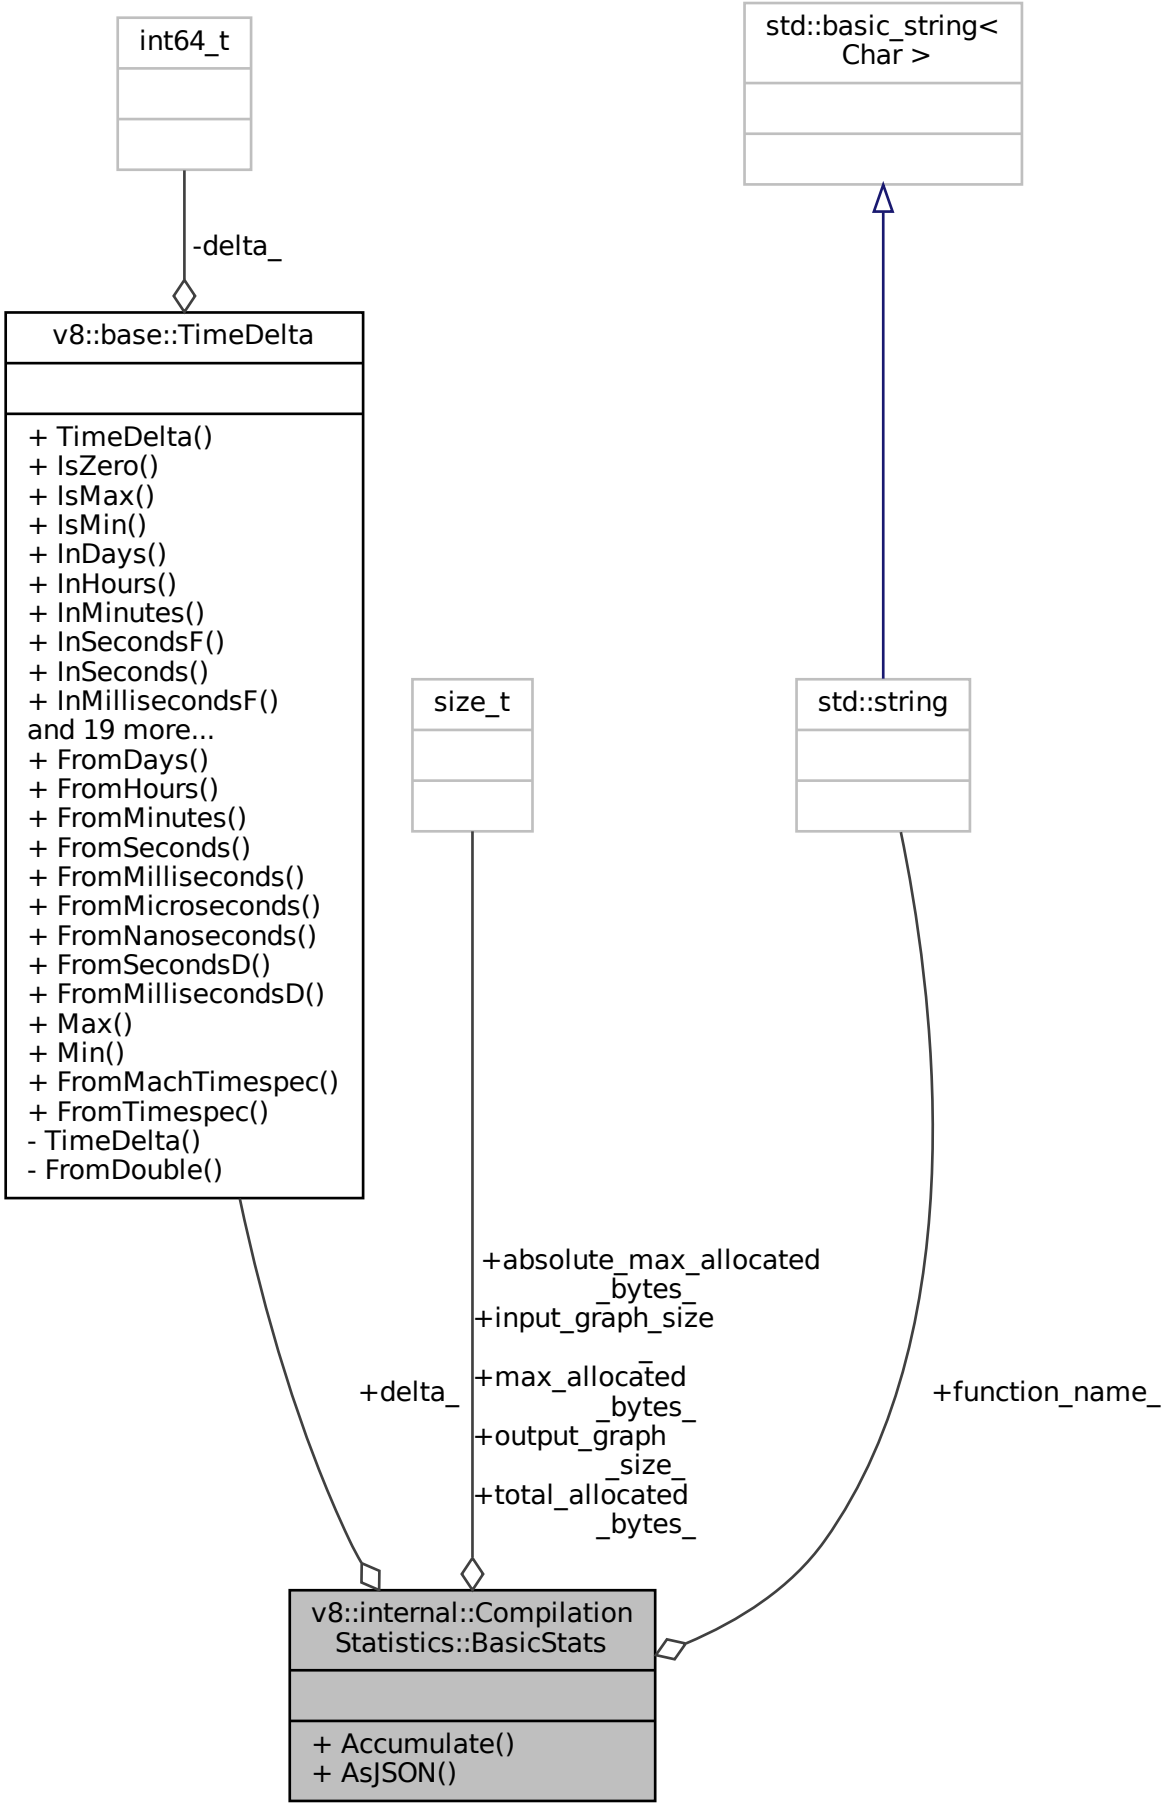 int64_t
std::basic_string<
Char >
-delta_
v8::base::TimeDelta
+ TimeDelta()
+ IsZero()
+ IsMax()
+ IsMin()
+ InDays()
+ InHours()
+ InMinutes()
+ InSecondsF()
+ InSeconds()
+ InMillisecondsF()
and 19 more...
+ FromDays()
+ FromHours()
+ FromMinutes()
+ FromSeconds()
+ FromMilliseconds()
+ FromMicroseconds()
+ FromNanoseconds()
+ FromSecondsD()
+ FromMillisecondsD()
+ Max()
+ Min()
+ FromMachTimespec()
+ FromTimespec()
- TimeDelta()
- FromDouble()
size_t
std::string
+delta_
+absolute_max_allocated
_bytes_
+input_graph_size
_
+max_allocated
_bytes_
+output_graph
_size_
+total_allocated
_bytes_
+function_name_
v8::internal::Compilation
Statistics::BasicStats
+ Accumulate()
+ AsJSON()